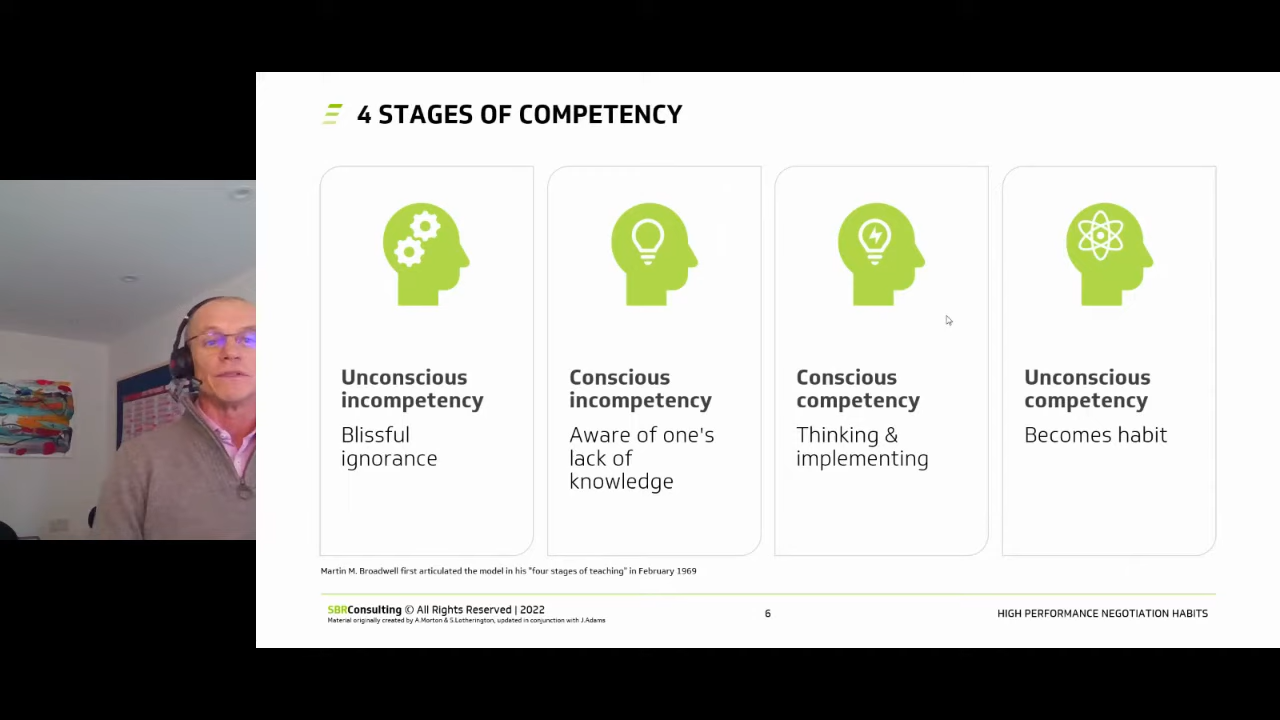 4 STAGES OF COMPETENCY
Unconscious
incompetency
Blissful
ignorance
Conscious
incompetency
Aware of one's
lack of
knowledge
Conscious
competency
Thinking &
implementing
Unconscious
competency
Becomes habit
Martin M. Broadwell first articulated the model in his "four stages of teaching" in February 1969
SBRConsulting © All Rights Reserved | 2022
Material originally created by A.Morton & S.Lotherington, updated in conjunction with J.Adams
6
HIGH PERFORMANCE NEGOTIATION HABITS